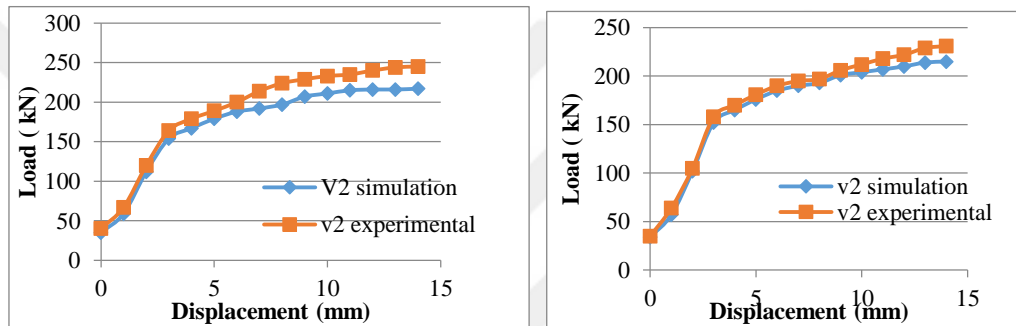 300
250
200
150
100
50
0
Load ( kN)
V2 simulation
v2 experimental
0 5 10 15
Displacement (mm)
250
200
150
100
50
0
Load ( kN)
v2 simulation
v2 experimental
0 5 10 15
Displacement (mm)